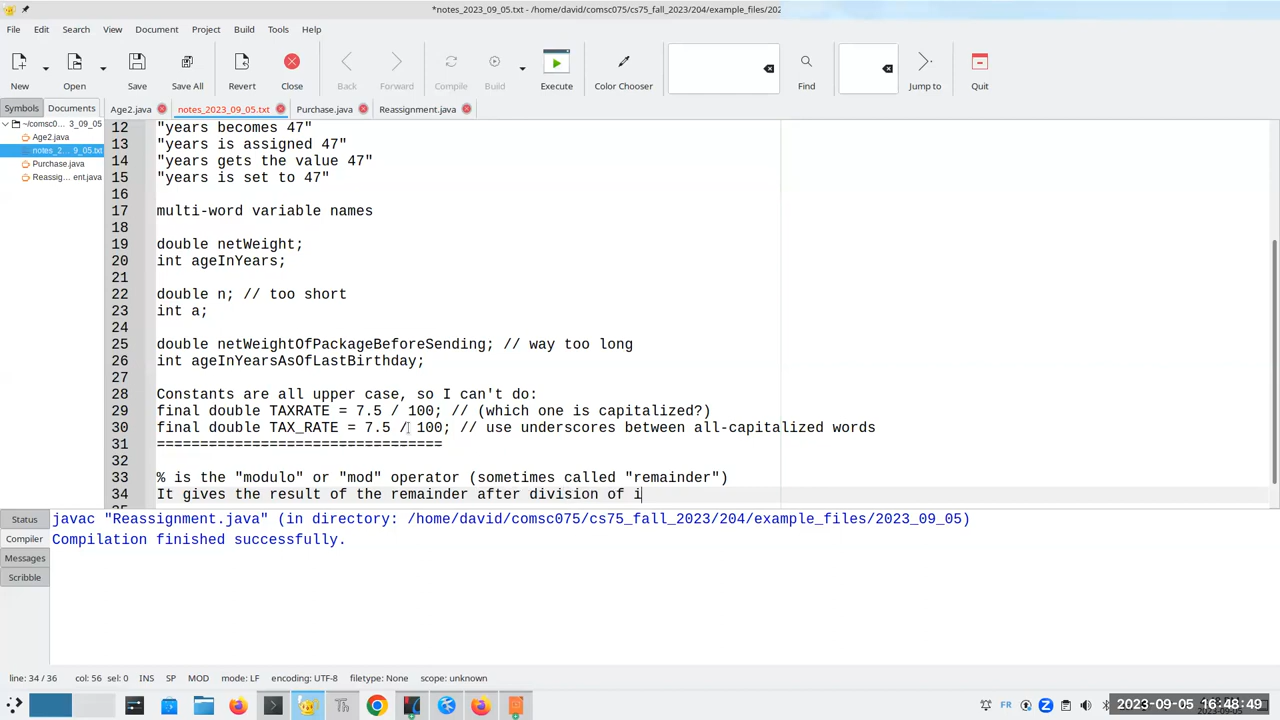 *notes_2023_09_05.txt - /home/david/comsc075/cs75_fall_2023/204/example_files/202
File Edit Search View Document Project Build Tools Help
New Open Save Save All Revert Close Back Forward Compile Build Execute Color Chooser Find Jump to Quit
Symbols Documents Age2.java notes_2023_09_05.txt Purchase.java Reassignment.java
~/comsc0... 3_09_05
Age2.java
notes_2... 9_05.txt
Purchase.java
Reassig... ent.java
12 "years becomes 47"
13 "years is assigned 47"
14 "years gets the value 47"
15 "years is set to 47"
16
17 multi-word variable names
18
19 double netWeight;
20 int ageInYears;
21
22 double n; // too short
23 int a;
24
25 double netWeightOfPackageBeforeSending; // way too long
26 int ageInYearsAsOfLastBirthday;
27
28 Constants are all upper case, so I can't do:
29 final double TAXRATE = 7.5 / 100; // (which one is capitalized?)
30 final double TAX_RATE = 7.5 / 100; // use underscores between all-capitalized words
31 =================================
32
33 % is the "modulo" or "mod" operator (sometimes called "remainder")
34 It gives the result of the remainder after division of i
Status
Compiler
Messages
Scribble
javac "Reassignment.java" (in directory: /home/david/comsc075/cs75_fall_2023/204/example_files/2023_09_05)
Compilation finished successfully.
line: 34 / 36 col: 56 sel: 0 INS SP MOD mode: LF encoding: UTF-8 filetype: None scope: unknown
FR
2023-09-05 16:48:49